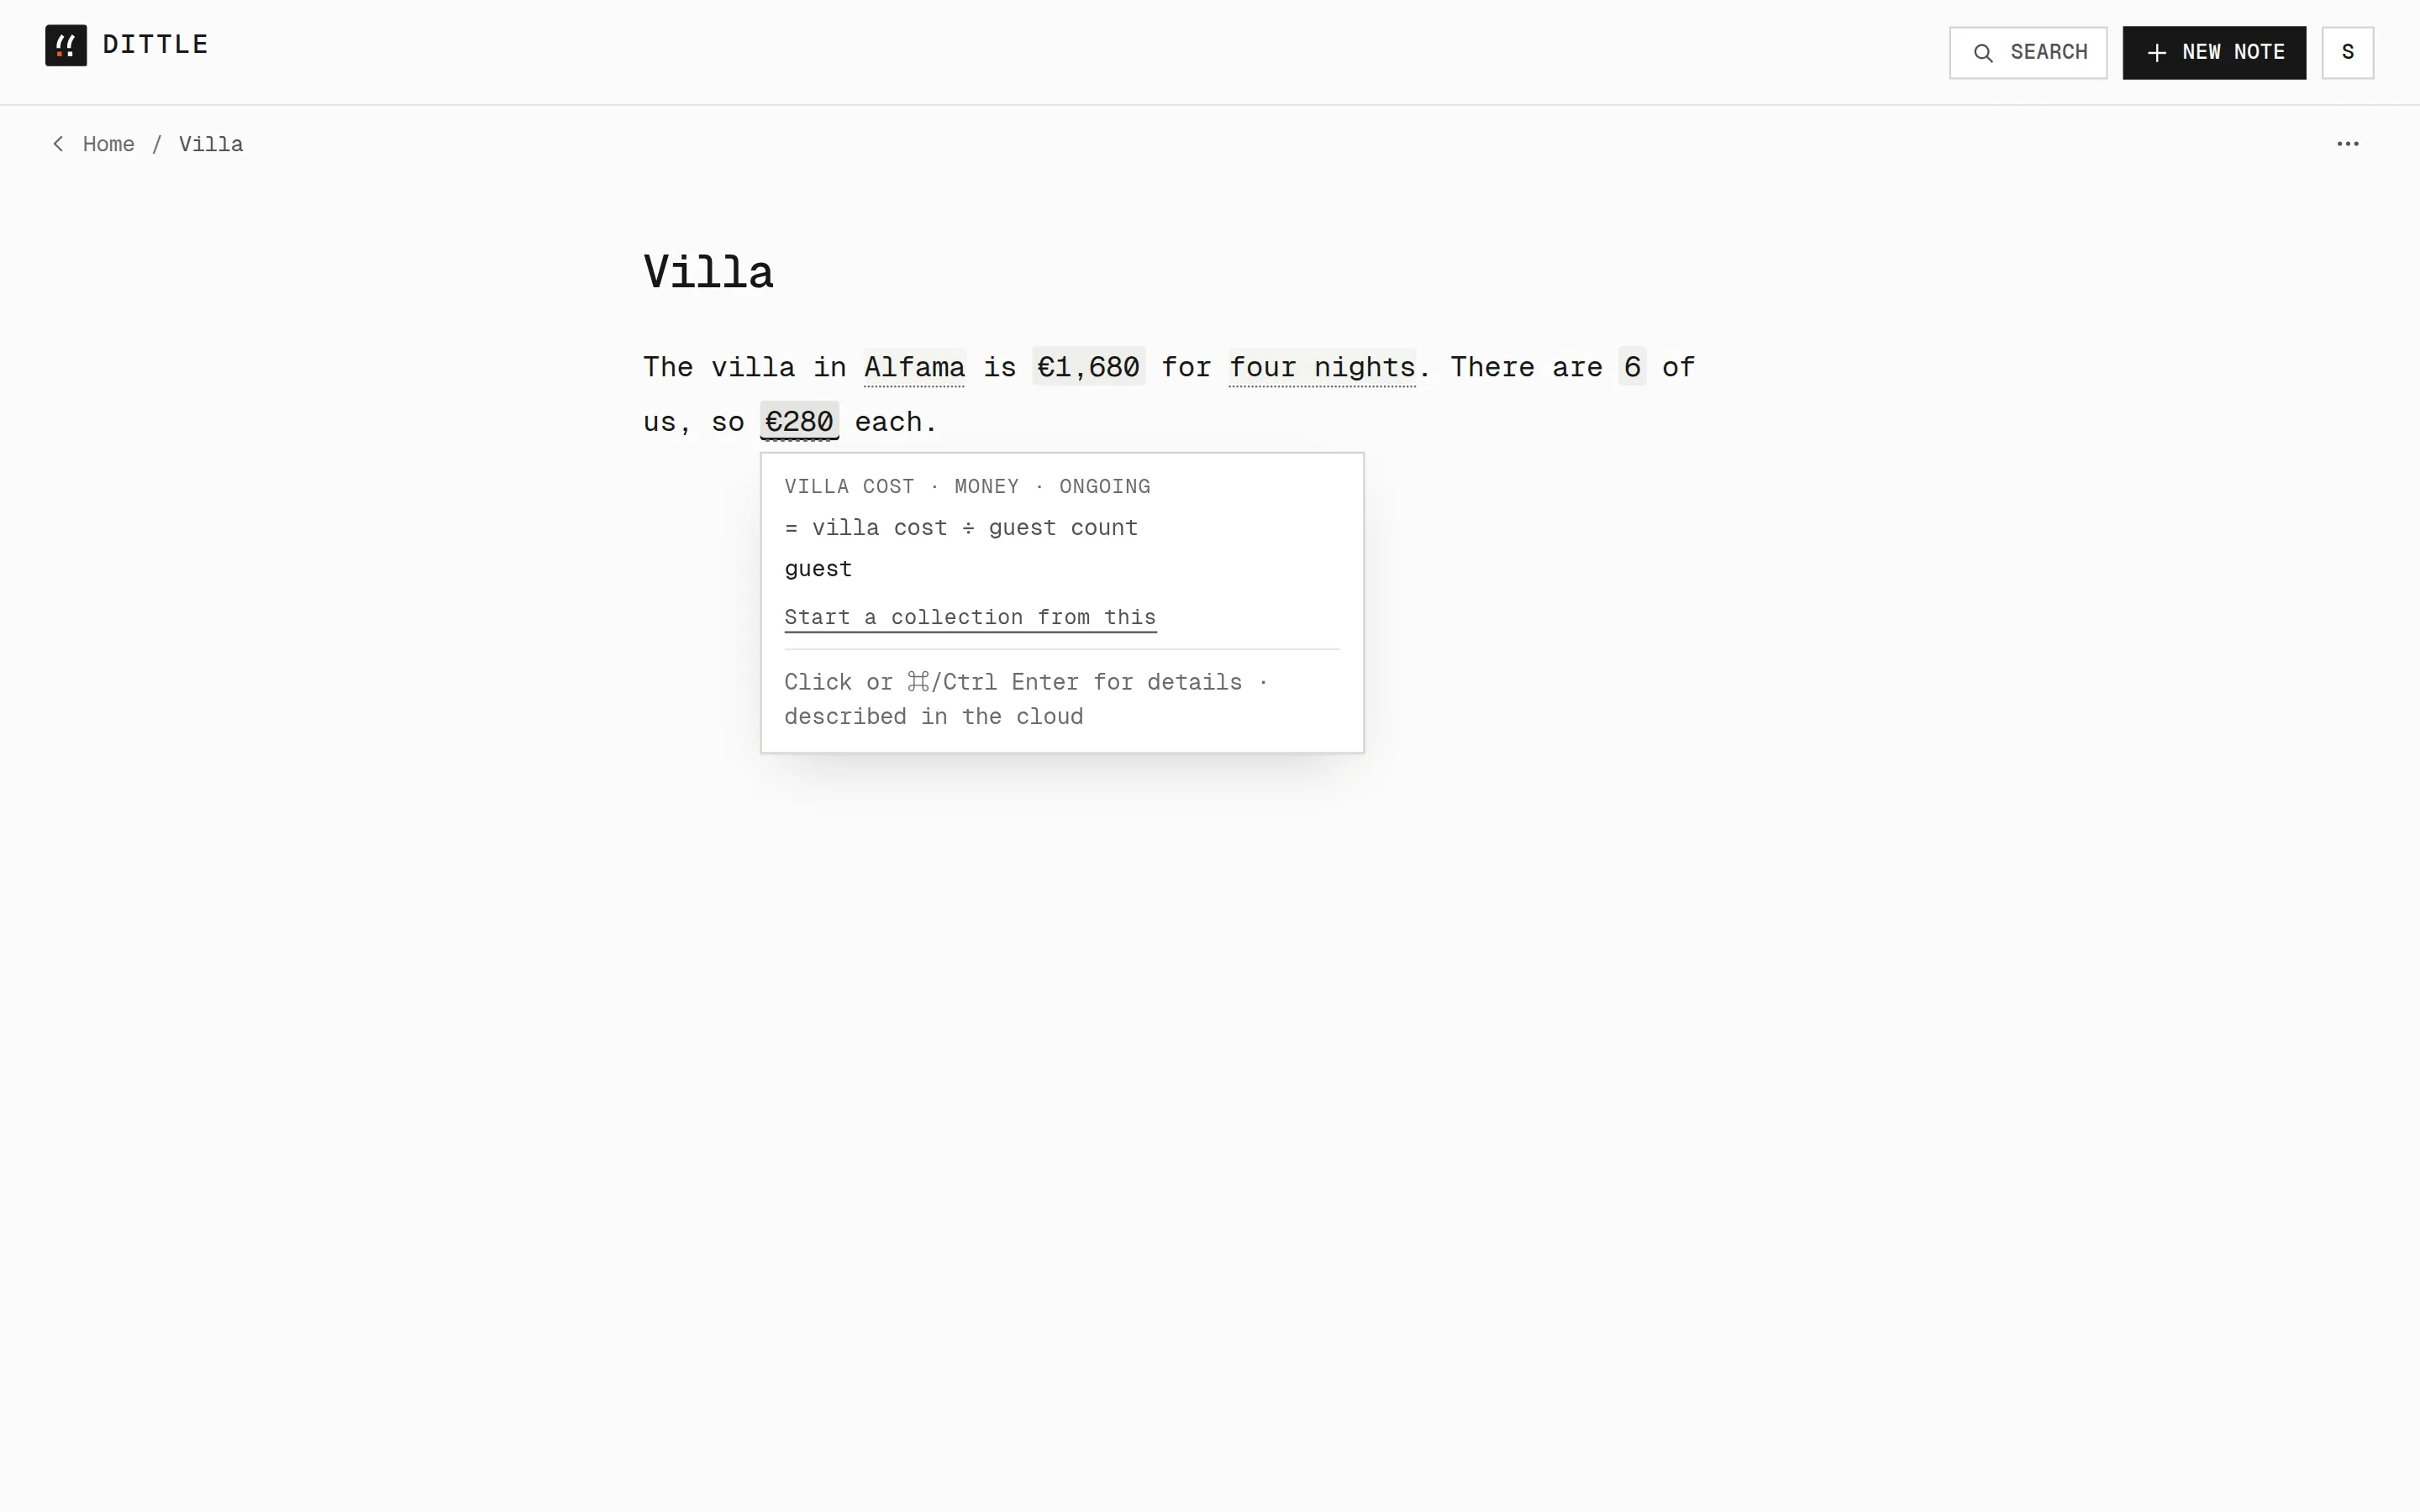 DITTLE
SEARCH
+ NEW NOTE
S
Home / Villa
Villa
The villa in Alfama is €1,680 for four nights. There are 6 of
us, so €280 each.
VILLA COST · MONEY · ONGOING
= villa cost ÷ guest count
guest
Start a collection from this
Click or ⌘/Ctrl Enter for details ·
described in the cloud